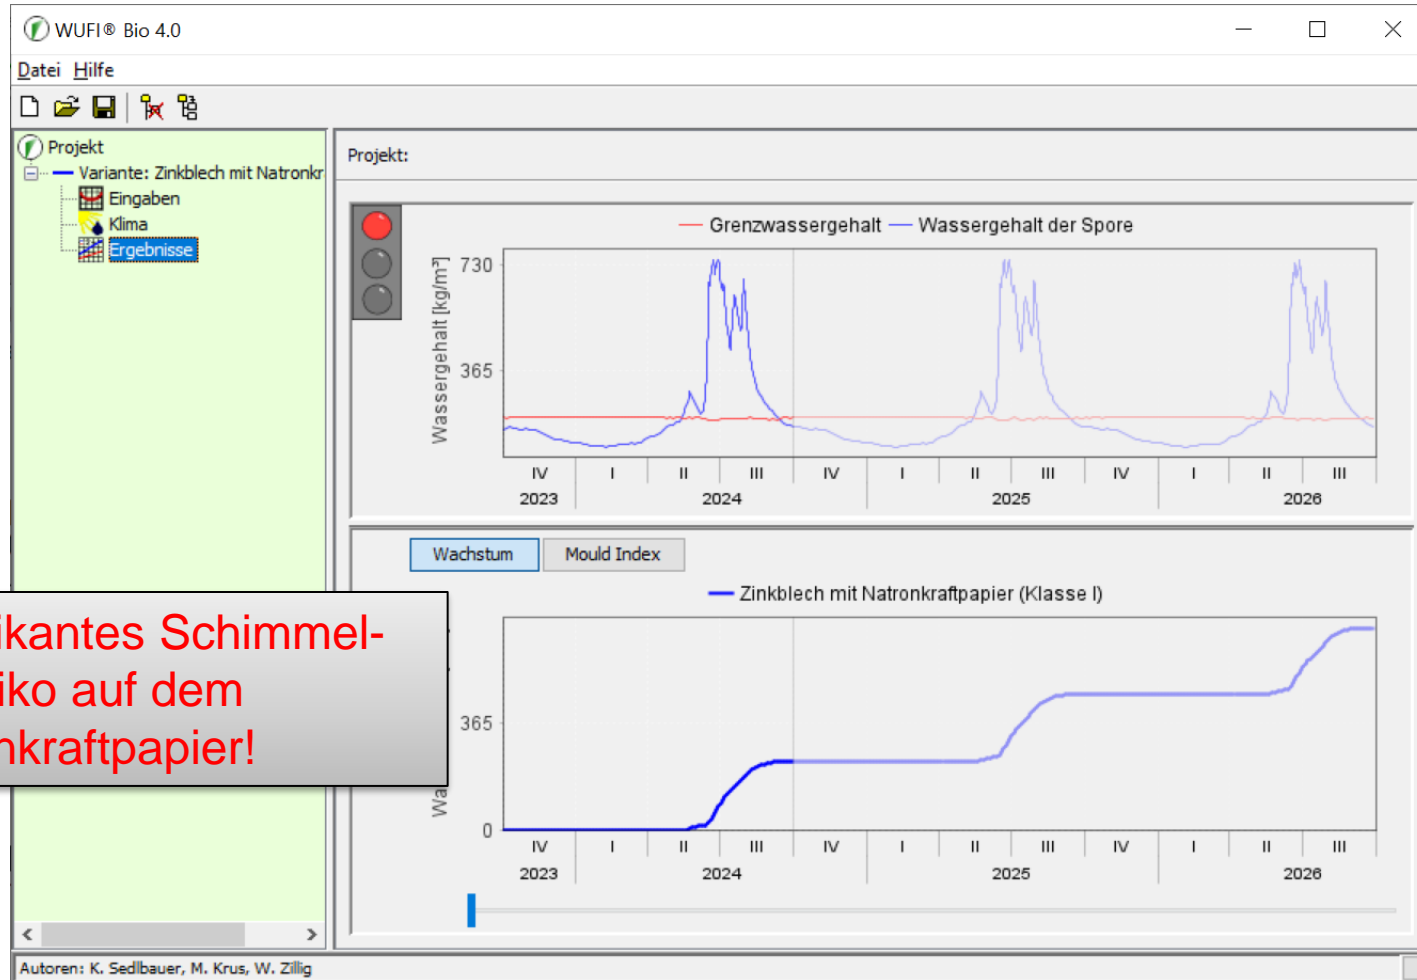 WUFI® Bio 4.0
Datei Hilfe
Projekt
Variante: Zinkblech mit Natronkr
Eingaben
Klima
Ergebnisse
Projekt:
Grenzwassergehalt Wassergehalt der Spore
Wassergehalt [kg/m³]
730
365
IV I II III IV I II III IV I II III
2023 2024 2025 2026
Wachstum Mould Index
Zinkblech mit Natronkraftpapier (Klasse I)
ikantes Schimmel-
iko auf dem
nkraftpapier!
365
Wa
0
IV I II III IV I II III IV I II III
2023 2024 2025 2026
Autoren: K. Sedlbauer, M. Krus, W. Zillig